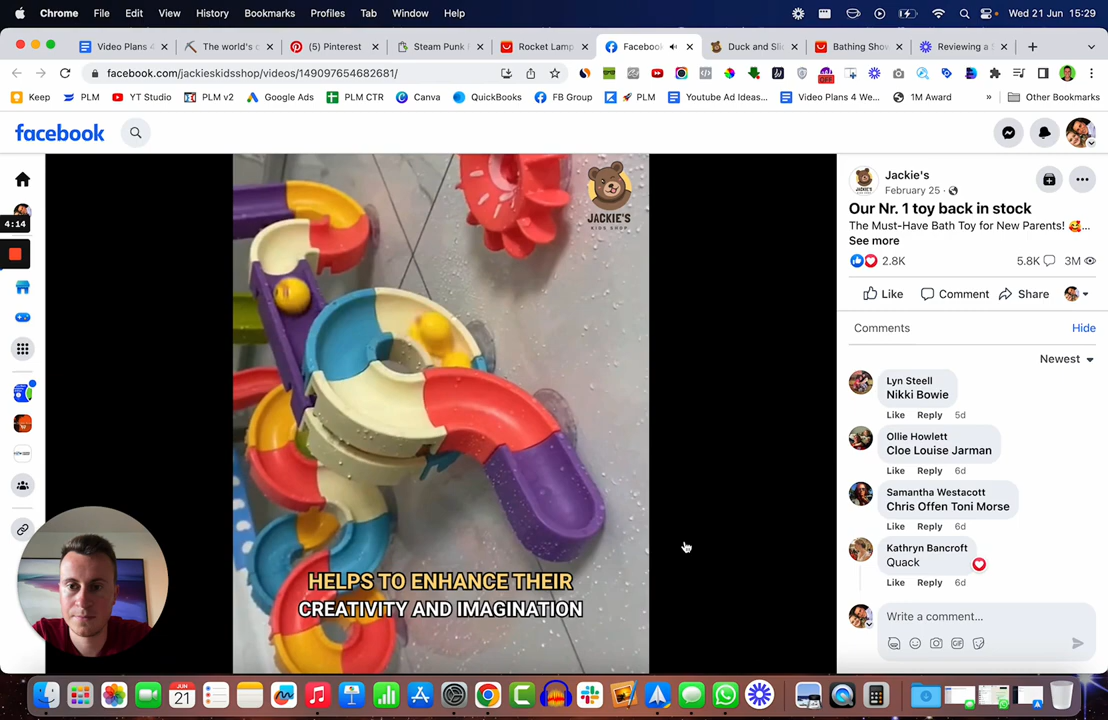 Chrome File Edit View History Bookmarks Profiles Tab Window Help
Wed 21 Jun 15:29
Video Plans 4
The world's c
(5) Pinterest
Steam Punk
Rocket Lamp
Facebook
Duck and Sli
Bathing Show
Reviewing a
facebook.com/jackieskidsshop/videos/149097654682681/
OFF
Keep
PLM
YT Studio
PLM v2
Google Ads
PLM CTR
Canva
QuickBooks
FB Group
PLM
Youtube Ad Ideas...
Video Plans 4 We...
1M Award
»
Other Bookmarks
facebook
4:14
JACKIE'S
KIDS SHOP
HELPS TO ENHANCE THEIR
CREATIVITY AND IMAGINATION
Jackie's
February 25 ·
Our Nr. 1 toy back in stock
The Must-Have Bath Toy for New Parents! 🥰...
See more
2.8K
5.8K
3M
Like
Comment
Share
Comments
Hide
Newest
Lyn Steell
Nikki Bowie
Like Reply 5d
Ollie Howlett
Cloe Louise Jarman
Like Reply 6d
Samantha Westacott
Chris Offen Toni Morse
Like Reply 6d
Kathryn Bancroft
Quack
Like Reply 6d
Write a comment...
GIF
JUN
21